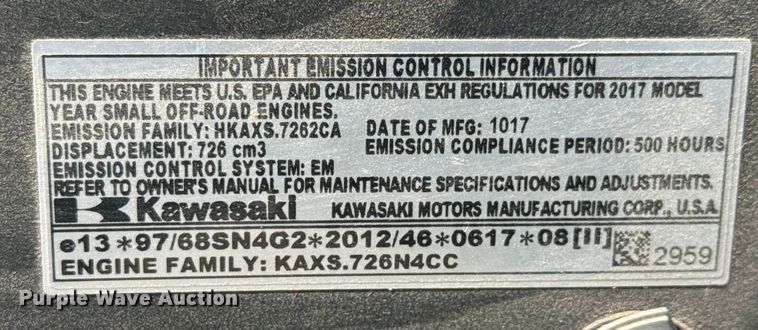 IMPORTANT EMISSION CONTROL INFORMATION
THIS ENGINE MEETS U.S. EPA AND CALIFORNIA EXH REGULATIONS FOR 2017 MODEL
YEAR SMALL OFF-ROAD ENGINES.
EMISSION FAMILY: HKAXS.7262CA DATE OF MFG: 1017
DISPLACEMENT: 726 cm3 EMISSION COMPLIANCE PERIOD: 500 HOURS
EMISSION CONTROL SYSTEM: EM
REFER TO OWNER'S MANUAL FOR MAINTENANCE SPECIFICATIONS AND ADJUSTMENTS.
Kawasaki KAWASAKI MOTORS MANUFACTURING CORP., U.S.A
e13*97/68SN4G2*2012/46*0617*08[II]
ENGINE FAMILY: KAXS.726N4CC 2959
Purple Wave Auction